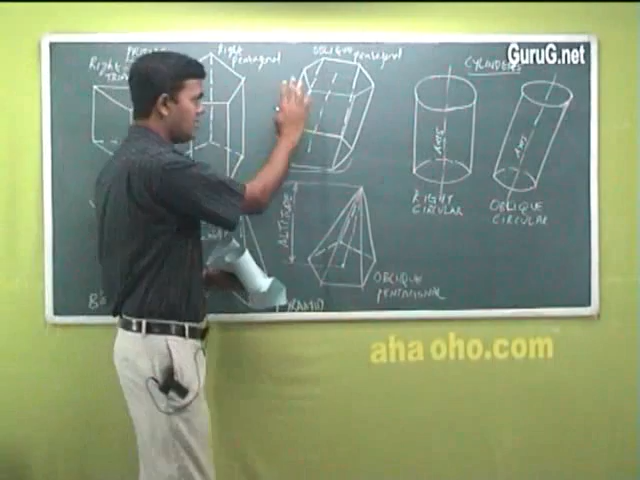 GuruG.net
Right
Right
Pentagonal
OBLIQUE
Pentagonal
CYLINDERS
AXIS
AXIS
RIGHT
CIRCULAR
OBLIQUE
CIRCULAR
ALTITUDE
OBLIQUE
PENTAGONAL
aha oho.com